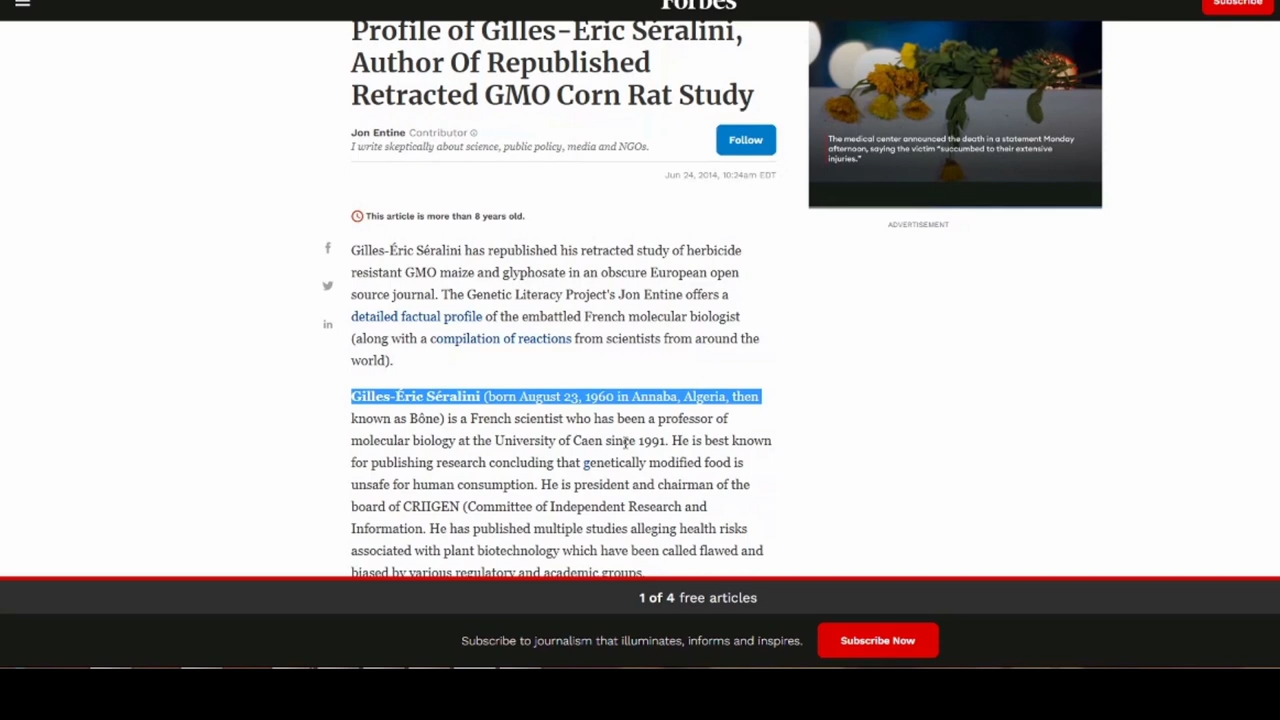 Forbes
Subscribe
Profile of Gilles-Eric Séralini,
Author Of Republished
Retracted GMO Corn Rat Study
Jon Entine Contributor
I write skeptically about science, public policy, media and NGOs.
Follow
Jun 24, 2014, 10:24am EDT
This article is more than 8 years old.
Gilles-Éric Séralini has republished his retracted study of herbicide
resistant GMO maize and glyphosate in an obscure European open
source journal. The Genetic Literacy Project's Jon Entine offers a
detailed factual profile of the embattled French molecular biologist
(along with a compilation of reactions from scientists from around the
world).
Gilles-Éric Séralini (born August 23, 1960 in Annaba, Algeria, then
known as Bône) is a French scientist who has been a professor of
molecular biology at the University of Caen since 1991. He is best known
for publishing research concluding that genetically modified food is
unsafe for human consumption. He is president and chairman of the
board of CRIIGEN (Committee of Independent Research and
Information. He has published multiple studies alleging health risks
associated with plant biotechnology which have been called flawed and
biased by various regulatory and academic groups.
The medical center announced the death in a statement Monday
afternoon, saying the victim "succumbed to their extensive
injuries."
ADVERTISEMENT
1 of 4 free articles
Subscribe to journalism that illuminates, informs and inspires.
Subscribe Now